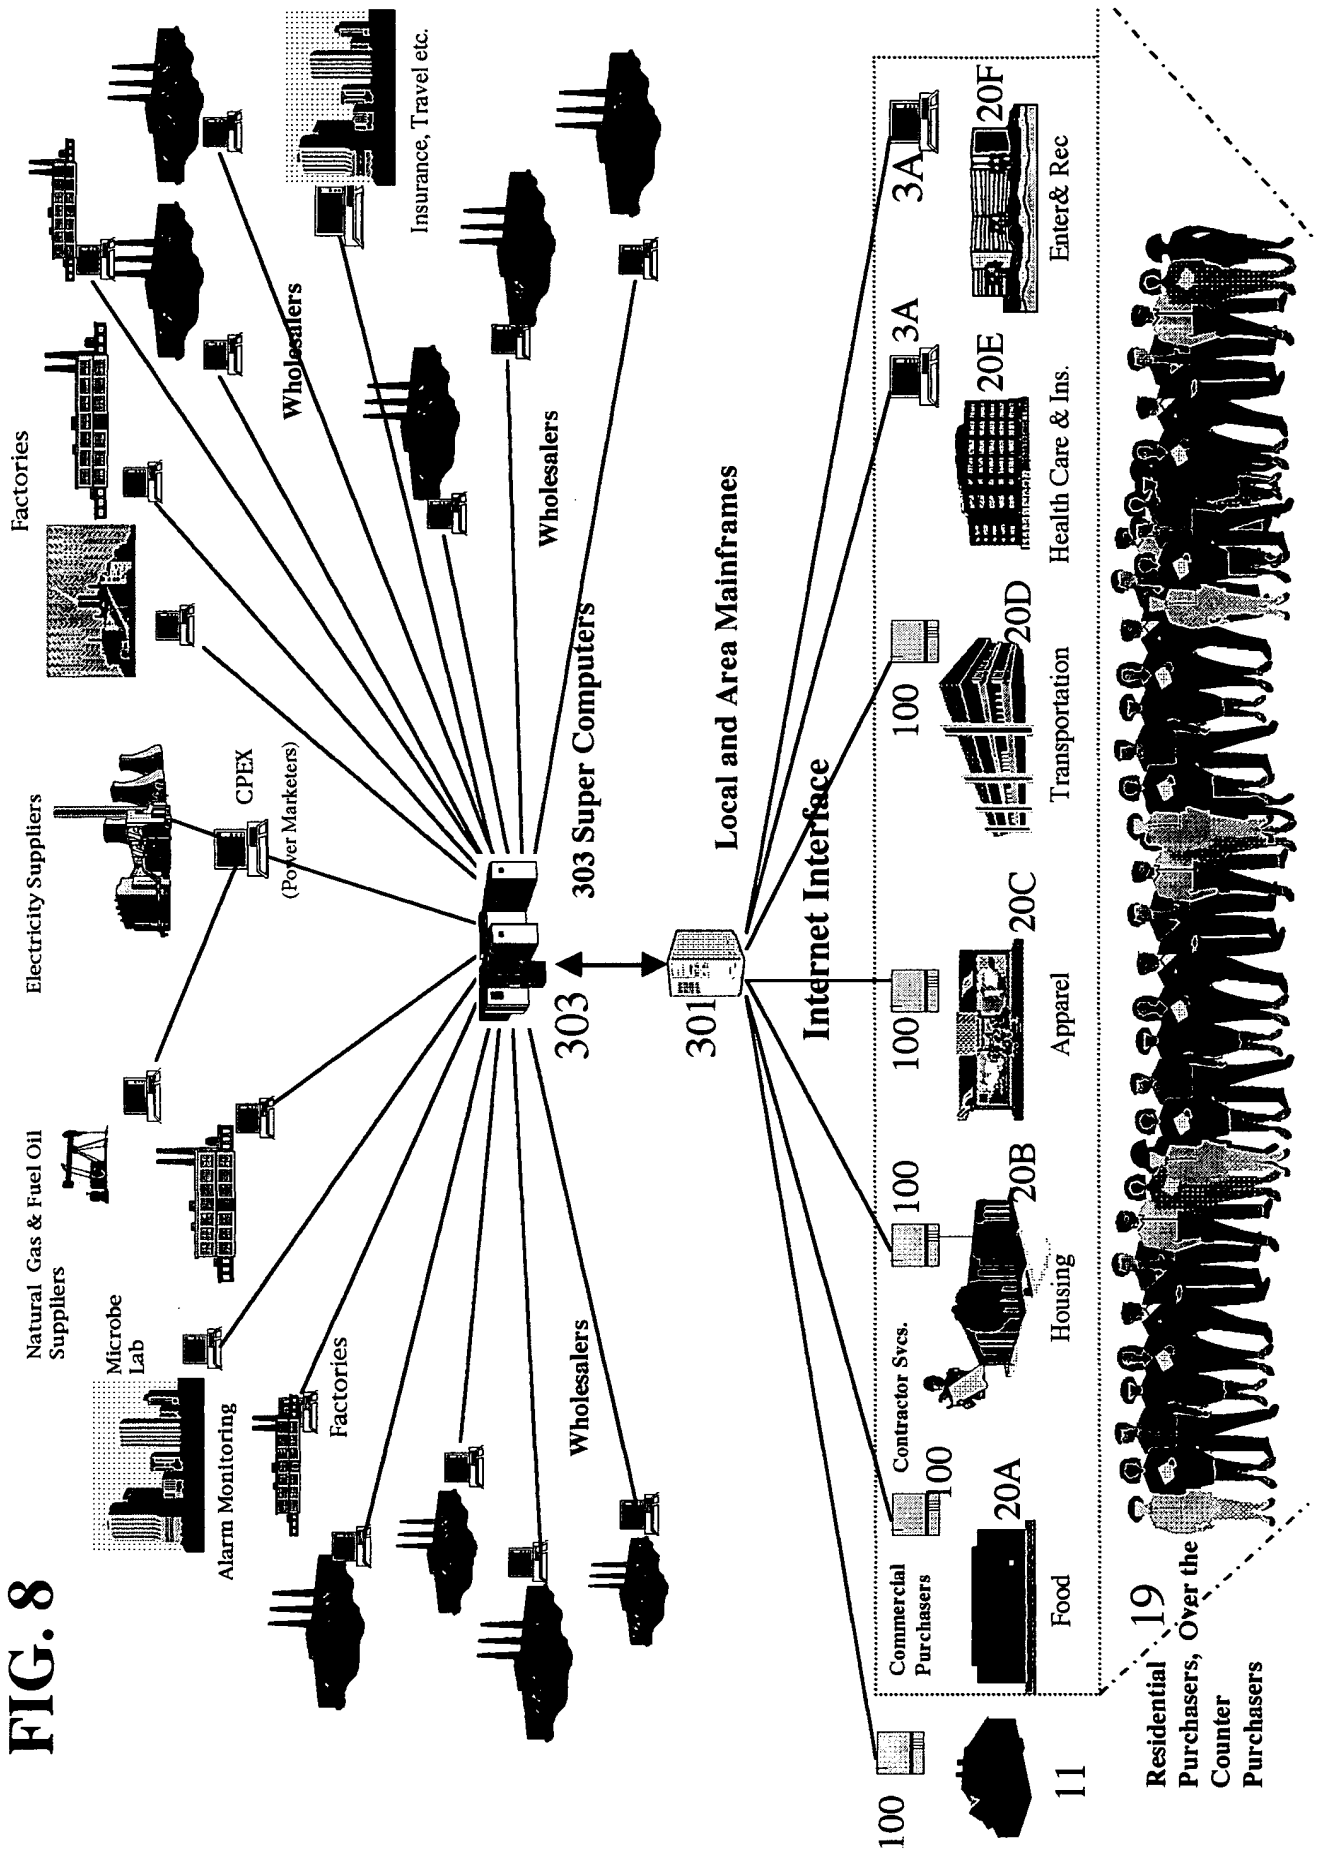 FIG. 8
Natural Gas & Fuel Oil
Suppliers
Electricity Suppliers
Factories
Microbe
Lab
Alarm Monitoring
CPEX
(Power Marketers)
Wholesalers
Insurance, Travel etc.
Factories
Wholesalers
Wholesalers
303 Super Computers
303
301
Local and Area Mainframes
Internet Interface
100
Commercial
Purchasers
100
Contractor Svcs.
100
100
100
3A
3A
11
20A
20B
20C
20D
20E
20F
Food
Housing
Apparel
Transportation
Health Care & Ins.
Enter& Rec
19
Residential
Purchasers, Over the
Counter
Purchasers